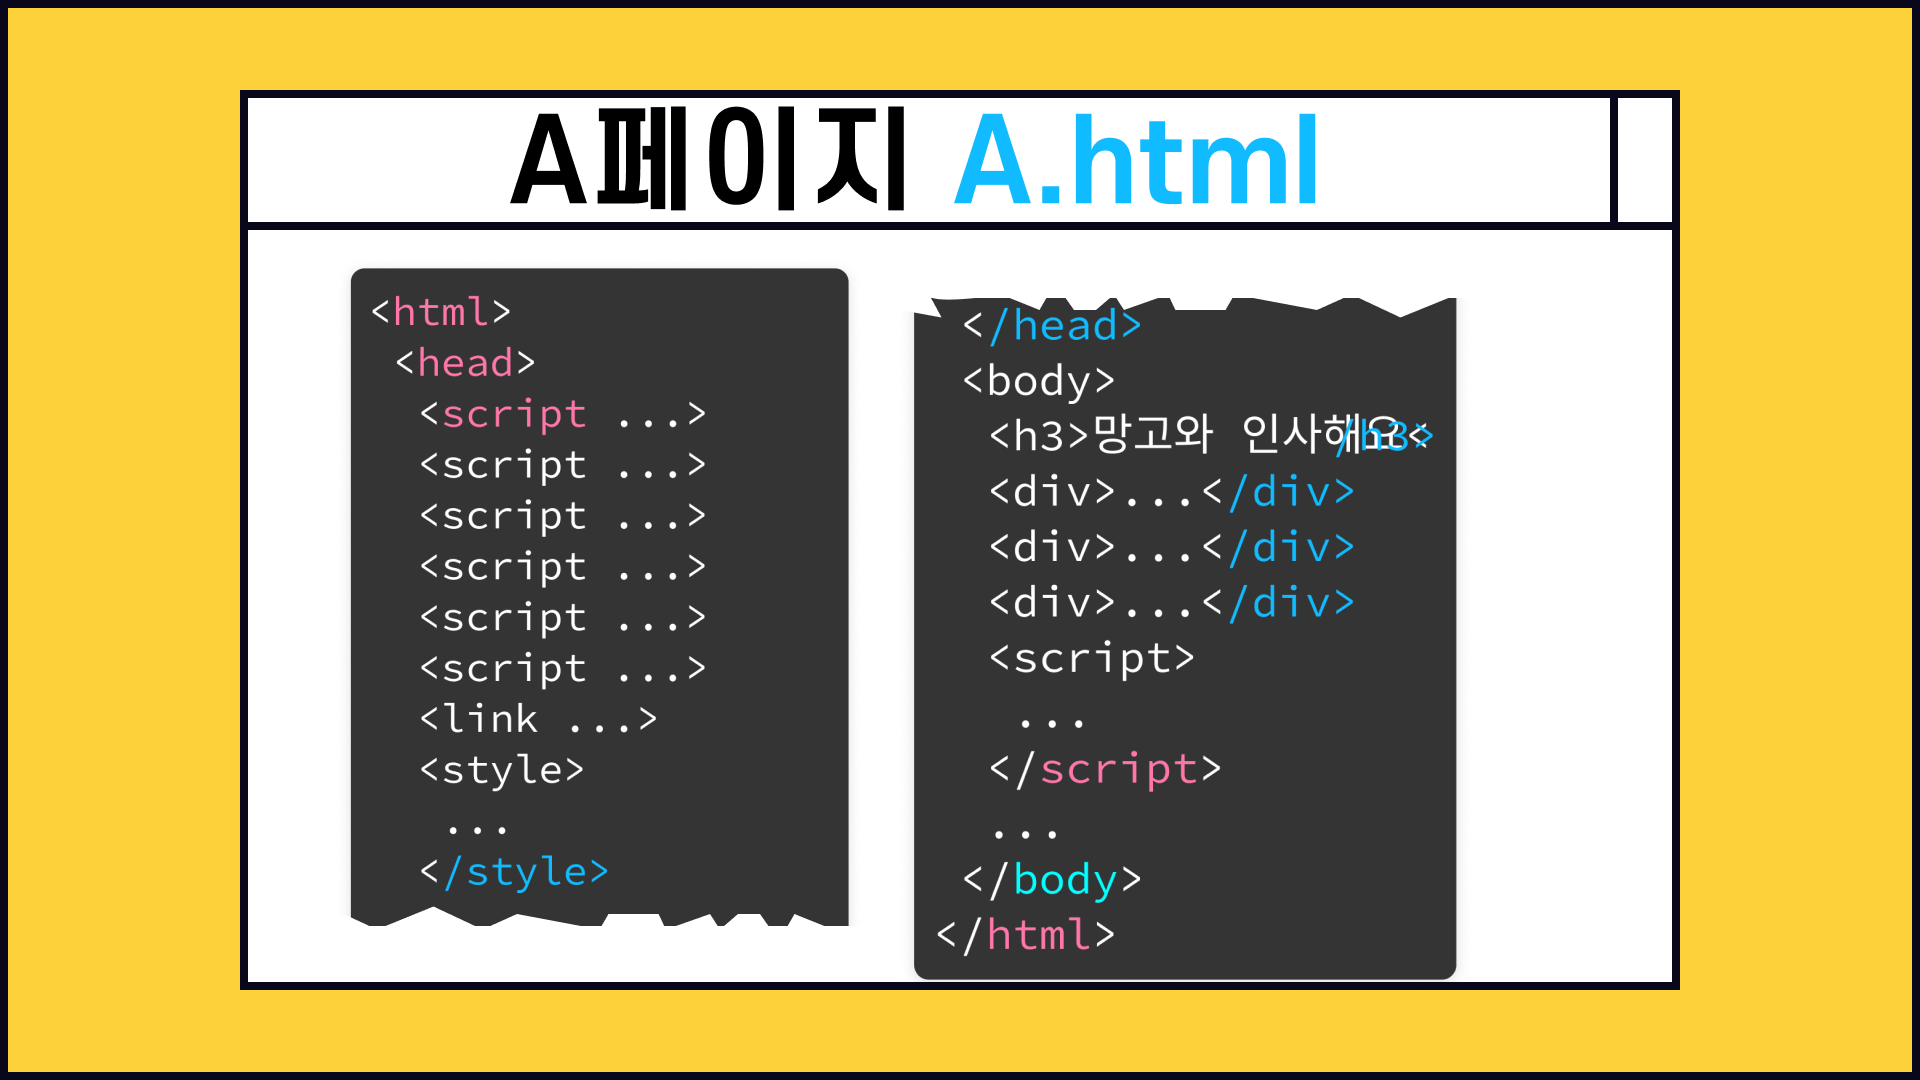 A페이지 A.html
<html>
<head>
<script ...>
<script ...>
<script ...>
<script ...>
<script ...>
<script ...>
<link ...>
<style>
...
</style>
</head>
<body>
<h3>망고와 인사해요</h3>
<div>...</div>
<div>...</div>
<div>...</div>
<script>
...
</script>
...
</body>
</html>